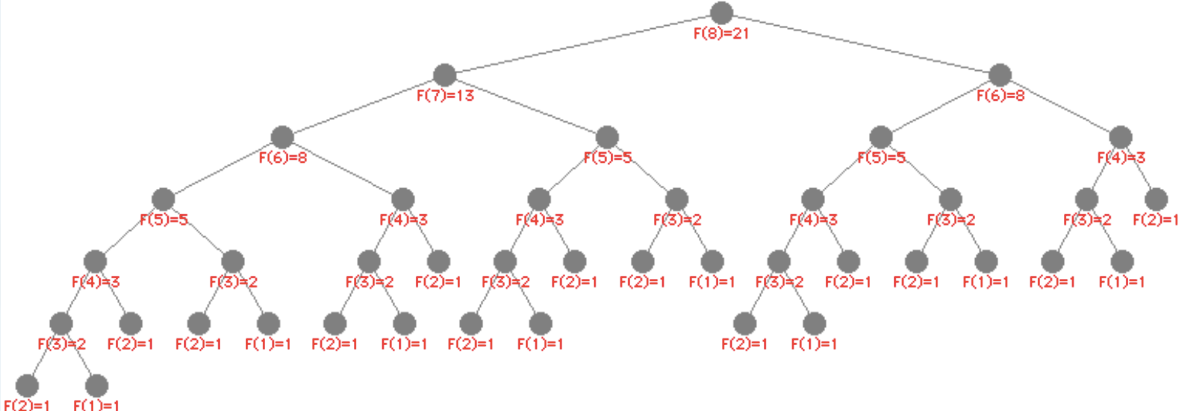 F(8)=21
F(7)=13
F(6)=8
F(6)=8
F(5)=5
F(5)=5
F(4)=3
F(5)=5
F(4)=3
F(4)=3
F(3)=2
F(4)=3
F(3)=2
F(3)=2
F(2)=1
F(4)=3
F(3)=2
F(3)=2
F(2)=1
F(3)=2
F(2)=1
F(2)=1
F(1)=1
F(3)=2
F(2)=1
F(2)=1
F(1)=1
F(2)=1
F(1)=1
F(3)=2
F(2)=1
F(2)=1
F(1)=1
F(2)=1
F(1)=1
F(2)=1
F(1)=1
F(2)=1
F(1)=1
F(2)=1
F(1)=1